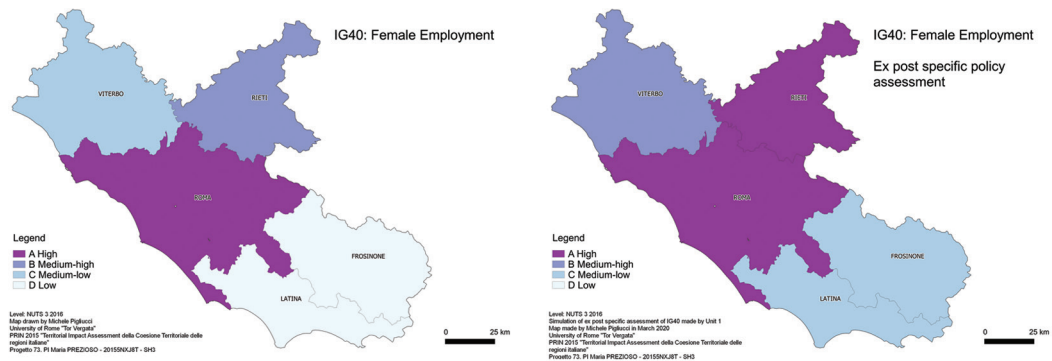 IG40: Female Employment
VITERBO
RIETI
ROMA
FROSINONE
LATINA
Legend
A High
B Medium-high
C Medium-low
D Low
Level: NUTS 3 2016
Map drawn by Michele Pigliucci
University of Rome "Tor Vergata"
PRIN 2015 "Territorial Impact Assessment della Coesione Territoriale delle
regioni italiane"
Progetto 73. PI Maria PREZIOSO - 20155NXJ8T - SH3
0 25 km
IG40: Female Employment
Ex post specific policy
assessment
VITERBO
RIETI
ROMA
FROSINONE
LATINA
Legend
A High
B Medium-high
C Medium-low
D Low
Level: NUTS 3 2016
Simulation of ex post specific assessment of IG40 made by Unit 1
Map made by Michele Pigliucci in March 2020
University of Rome "Tor Vergata"
PRIN 2015 "Territorial Impact Assessment della Coesione Territoriale delle
regioni italiane"
Progetto 73. PI Maria PREZIOSO - 20155NXJ8T - SH3
0 25 km